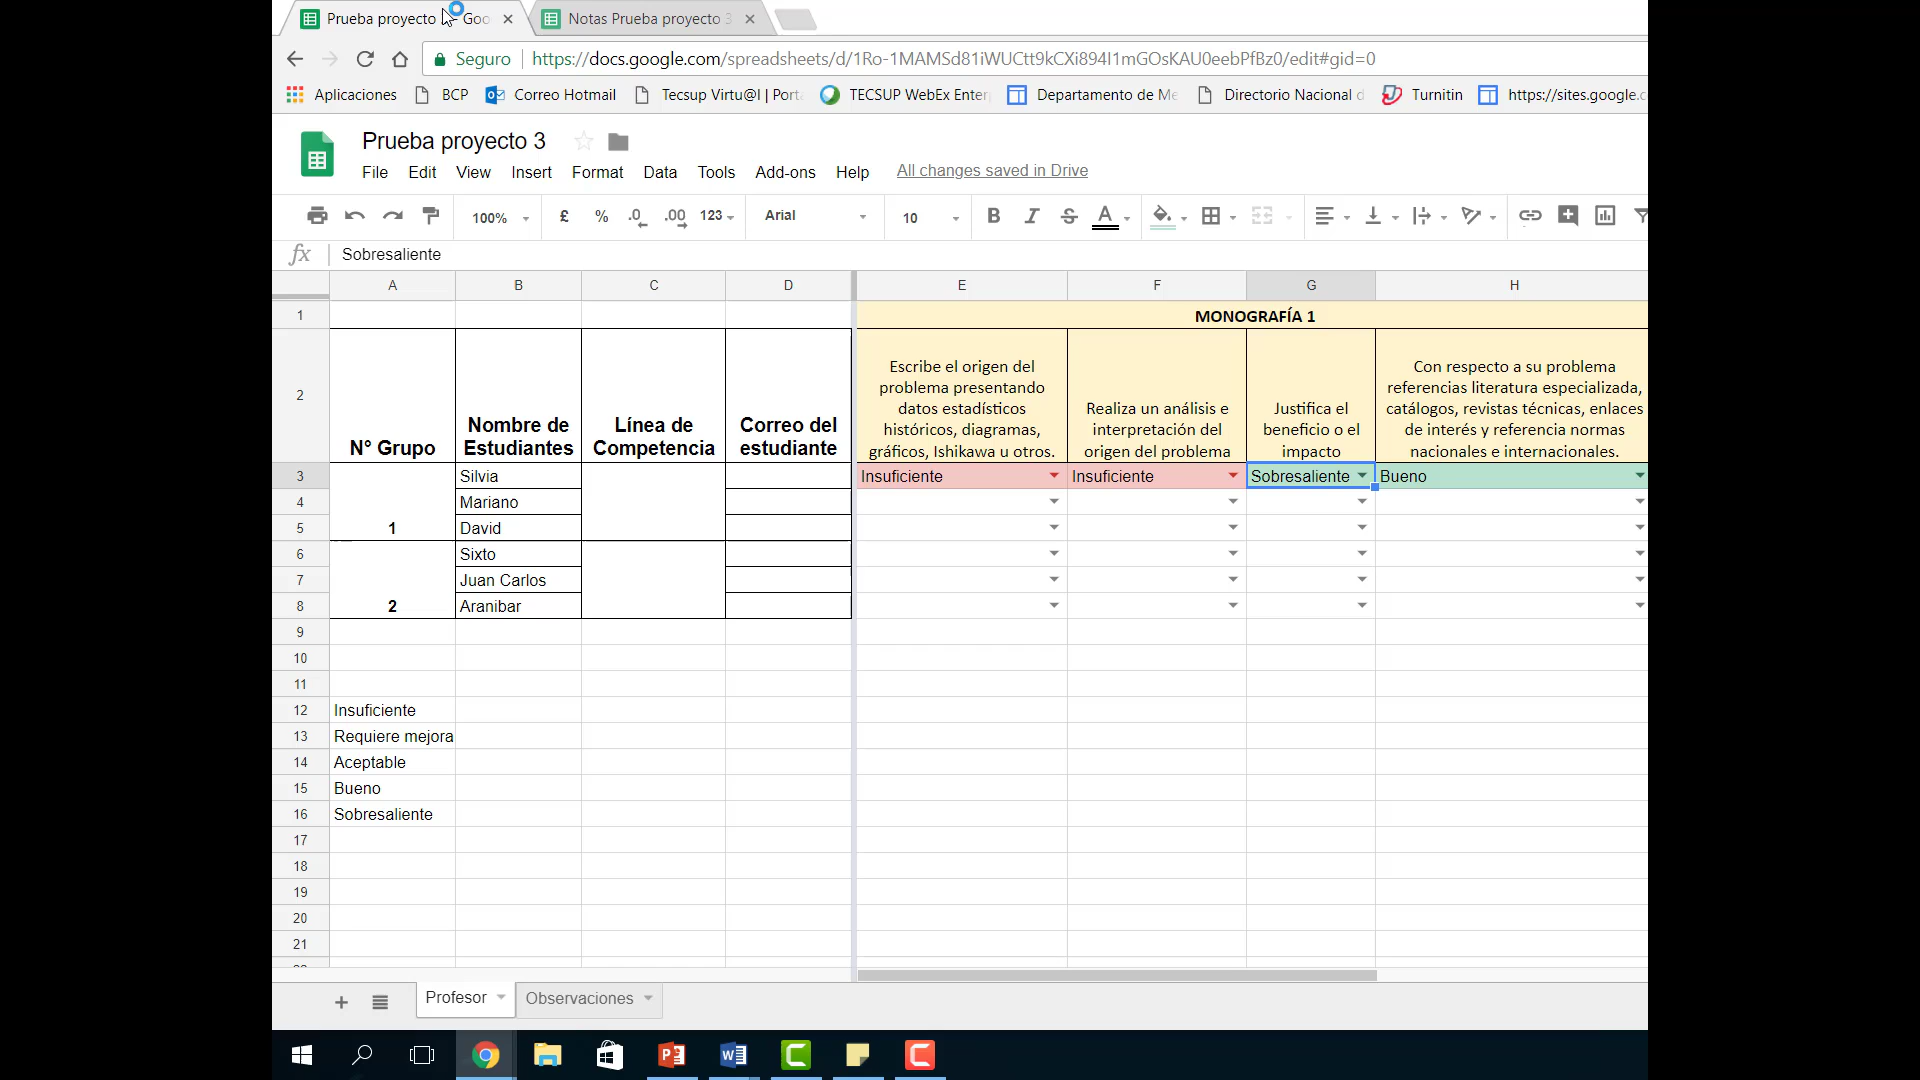 Prueba proyecto - Goo
Notas Prueba proyecto 3
Seguro https://docs.google.com/spreadsheets/d/1Ro-1MAMSd81iWUCtt9kCXi894I1mGOsKAU0eebPfBz0/edit#gid=0
Aplicaciones BCP Correo Hotmail Tecsup Virtu@l | Port TECSUP WebEx Enter Departamento de Me Directorio Nacional d Turnitin https://sites.google.c
Prueba proyecto 3
File Edit View Insert Format Data Tools Add-ons Help All changes saved in Drive
100% £ % .0 .00 123 Arial 10 B I S A
fx Sobresaliente
A B C D E F G H
1 MONOGRAFÍA 1
2
N° Grupo
Nombre de
Estudiantes
Línea de
Competencia
Correo del
estudiante
Escribe el origen del
problema presentando
datos estadísticos
históricos, diagramas,
gráficos, Ishikawa u otros.
Realiza un análisis e
interpretación del
origen del problema
Justifica el
beneficio o el
impacto
Con respecto a su problema
referencias literatura especializada,
catálogos, revistas técnicas, enlaces
de interés y referencia normas
nacionales e internacionales.
3 Silvia Insuficiente Insuficiente Sobresaliente Bueno
4 Mariano
5 1 David
6 Sixto
7 Juan Carlos
8 2 Aranibar
9
10
11
12 Insuficiente
13 Requiere mejora
14 Aceptable
15 Bueno
16 Sobresaliente
17
18
19
20
21
+ Profesor Observaciones